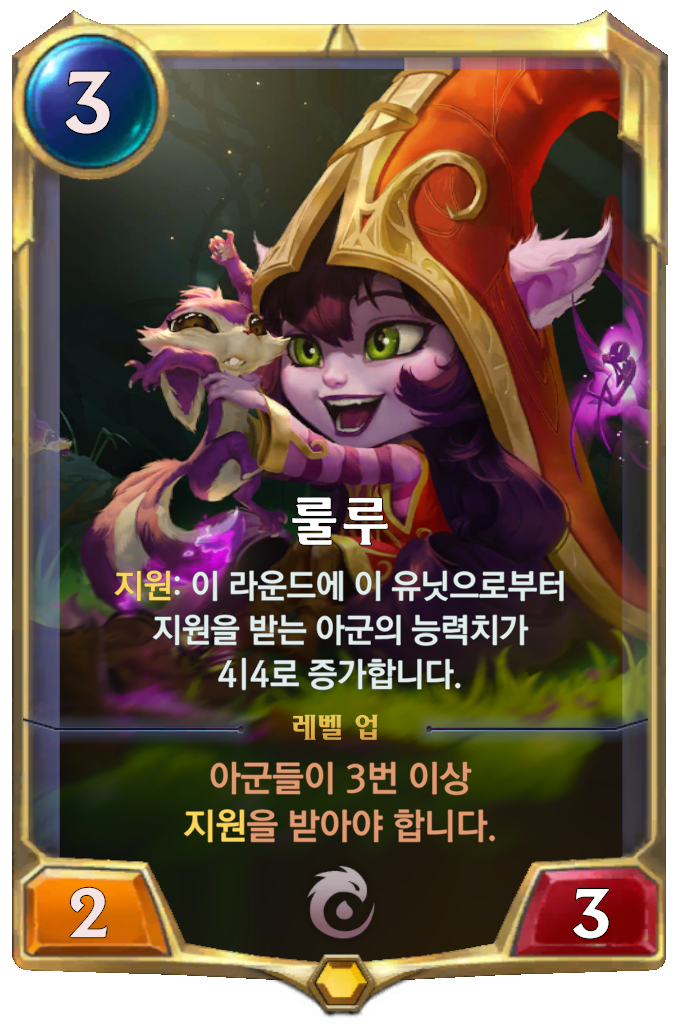 3
룰루
지원: 이 라운드에 이 유닛으로부터
지원을 받는 아군의 능력치가
4|4로 증가합니다.
레벨 업
아군들이 3번 이상
지원을 받아야 합니다.
2
3